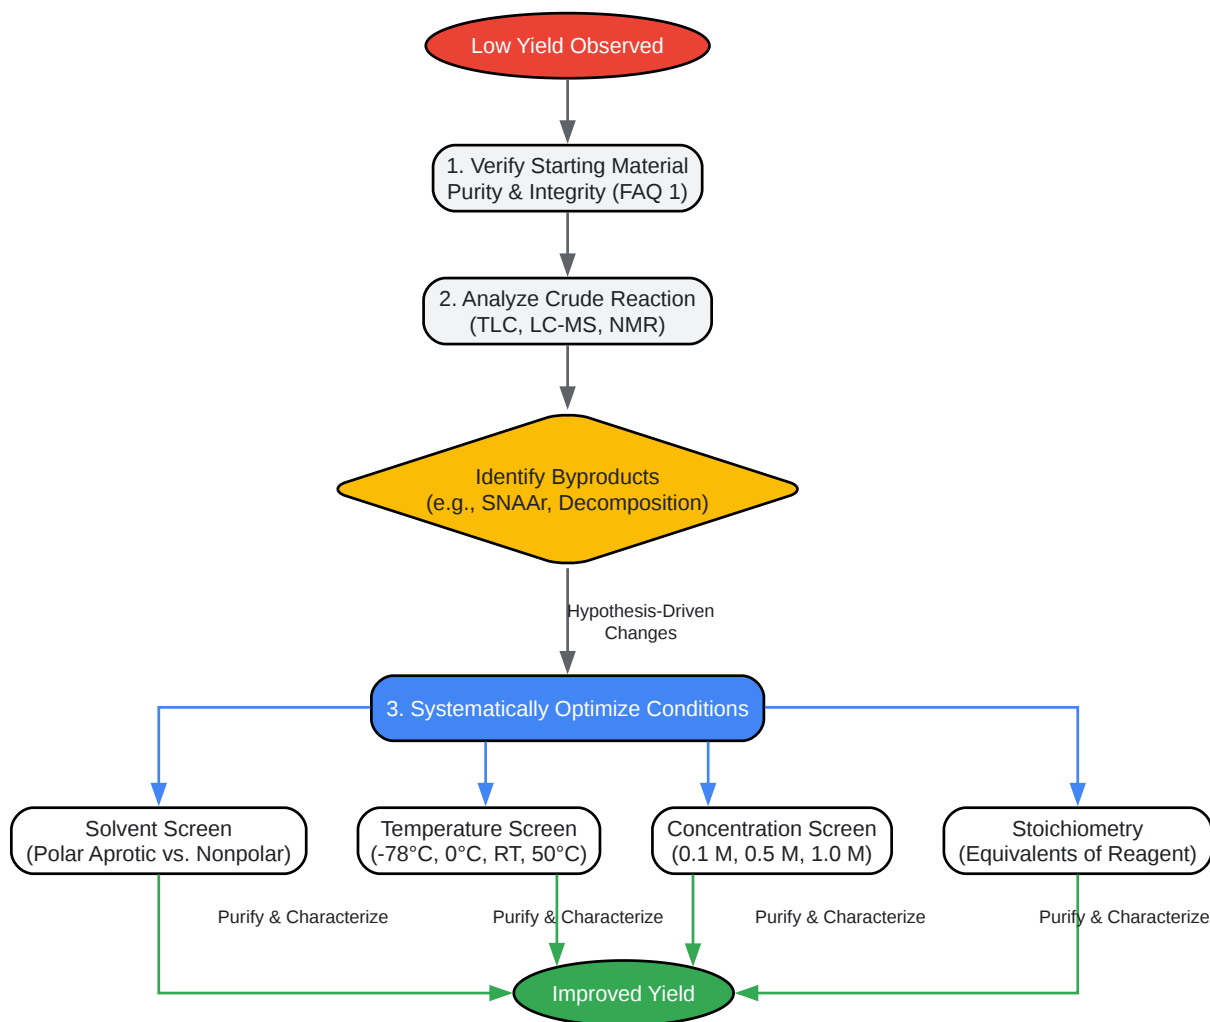 Low Yield Observed
1. Verify Starting Material
Purity & Integrity (FAQ 1)
2. Analyze Crude Reaction
(TLC, LC-MS, NMR)
Identify Byproducts
(e.g., SNAAr, Decomposition)
Hypothesis-Driven
Changes
3. Systematically Optimize Conditions
Solvent Screen
(Polar Aprotic vs. Nonpolar)
Temperature Screen
(-78°C, 0°C, RT, 50°C)
Concentration Screen
(0.1 M, 0.5 M, 1.0 M)
Stoichiometry
(Equivalents of Reagent)
Purify & Characterize
Purify & Characterize
Purify & Characterize
Purify & Characterize
Improved Yield